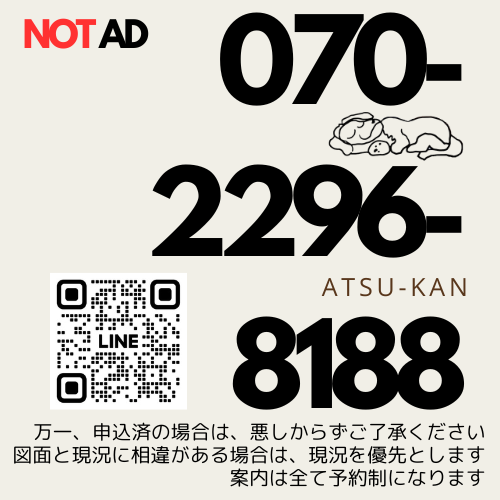 NOT AD
070-
2296-
ATSU-KAN
LINE
8188
万一、申込済の場合は、悪しからずご了承ください
図面と現況に相違がある場合は、現況を優先とします
案内は全て予約制になります